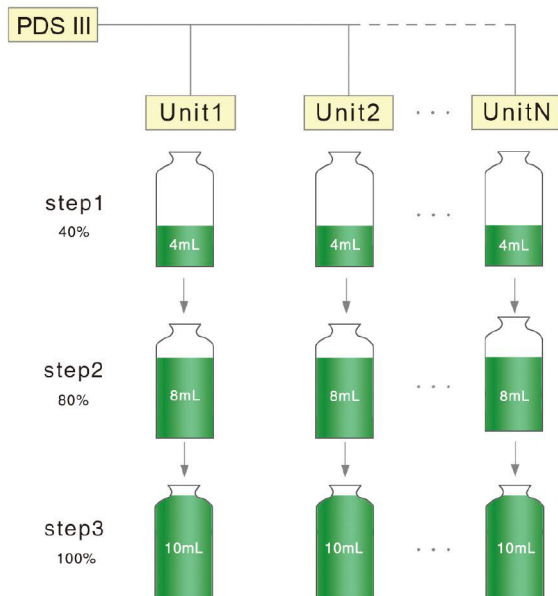 PDS III
Unit1 Unit2 · · · UnitN
step1
40%
4mL 4mL · · · 4mL
step2
80%
8mL 8mL · · · 8mL
step3
100%
10mL 10mL · · · 10mL